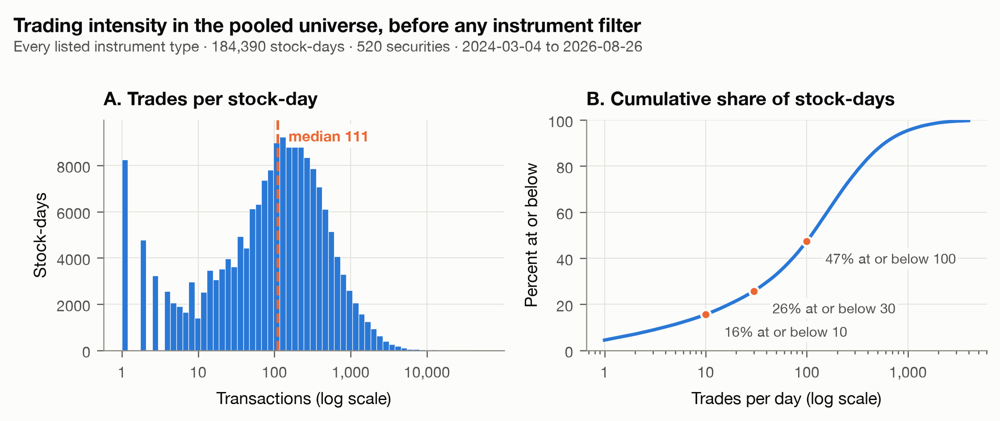 Trading intensity in the pooled universe, before any instrument filter
Every listed instrument type · 184,390 stock-days · 520 securities · 2024-03-04 to 2026-08-26
A. Trades per stock-day
median 111
8000
6000
4000
2000
0
Stock-days
1
10
100
1,000
10,000
Transactions (log scale)
B. Cumulative share of stock-days
100
80
60
40
20
0
Percent at or below
47% at or below 100
26% at or below 30
16% at or below 10
1
10
100
1,000
Trades per day (log scale)